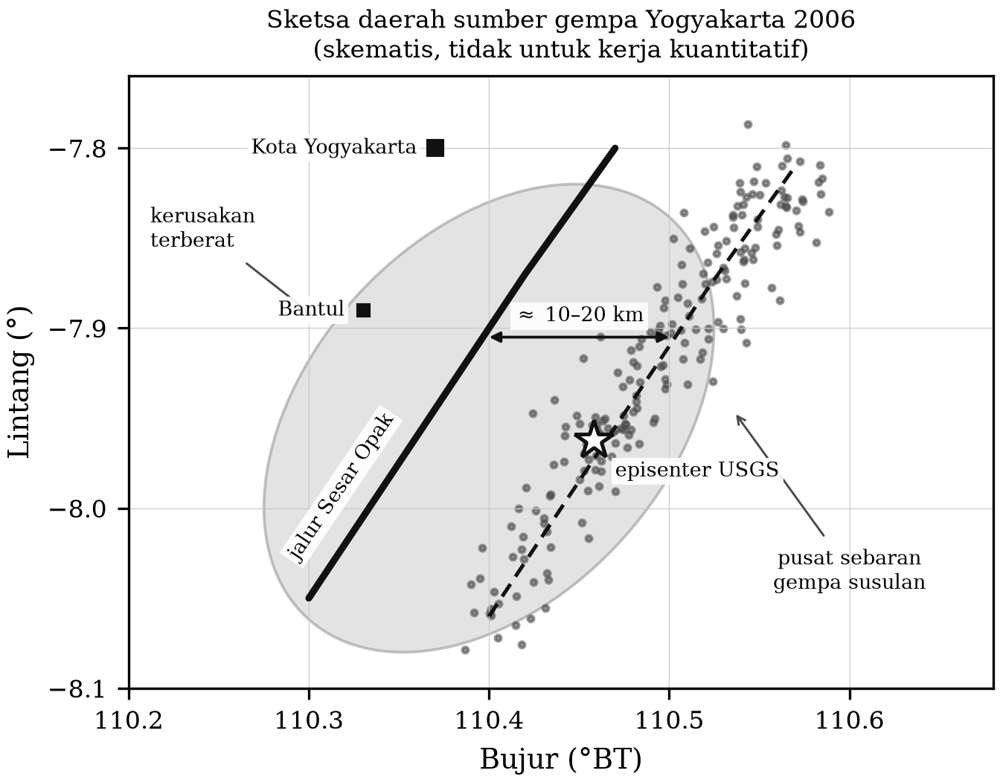 Sketsa daerah sumber gempa Yogyakarta 2006
(skematis, tidak untuk kerja kuantitatif)
−7.8
−7.9
−8.0
−8.1
Lintang (°)
Kota Yogyakarta
kerusakan
terberat
Bantul
≈ 10–20 km
jalur Sesar Opak
episenter USGS
pusat sebaran
gempa susulan
110.2
110.3
110.4
110.5
110.6
Bujur (°BT)